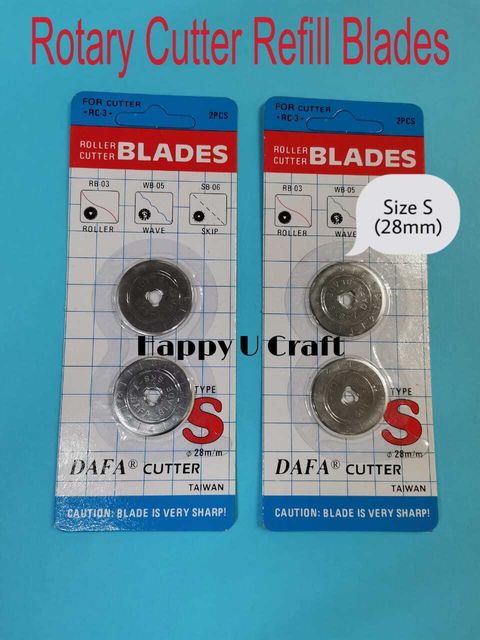 Rotary Cutter Refill Blades
FOR CUTTER
• RC-3 •
2PCS
ROLLER
CUTTER BLADES
RB 03 WB 05 SB 06
ROLLER WAVE SKIP
TYPE
S
ø 28m/m
DAFA® CUTTER
TAIWAN
CAUTION: BLADE IS VERY SHARP!
FOR CUTTER
• RC-3 •
2PCS
ROLLER
CUTTER BLADES
RB 03 WB 05
ROLLER WAVE SKIP
Size S
(28mm)
TYPE
S
ø 28m/m
DAFA® CUTTER
TAIWAN
CAUTION: BLADE IS VERY SHARP!
Happy U Craft